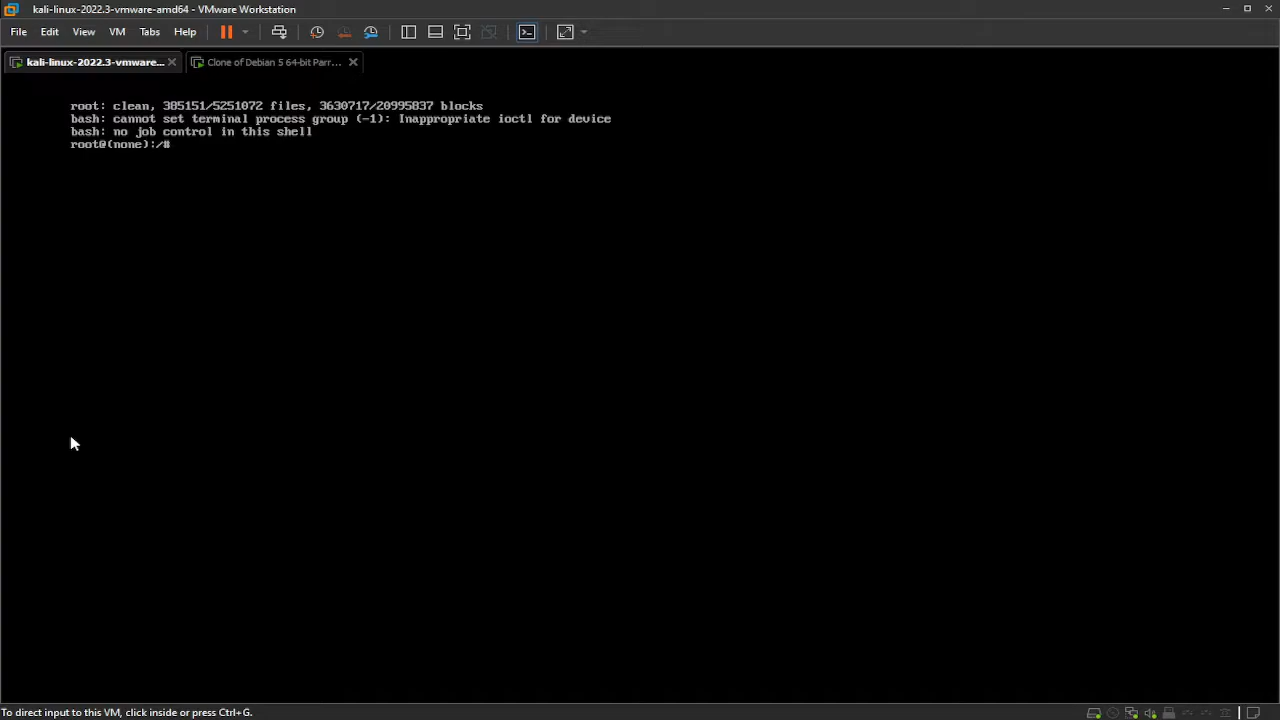 kali-linux-2022.3-vmware-amd64 - VMware Workstation
File Edit View VM Tabs Help
kali-linux-2022.3-vmware... Clone of Debian 5 64-bit Parr...
root: clean, 385151/5251072 files, 3630717/20995837 blocks
bash: cannot set terminal process group (-1): Inappropriate ioctl for device
bash: no job control in this shell
root@(none):/#
To direct input to this VM, click inside or press Ctrl+G.